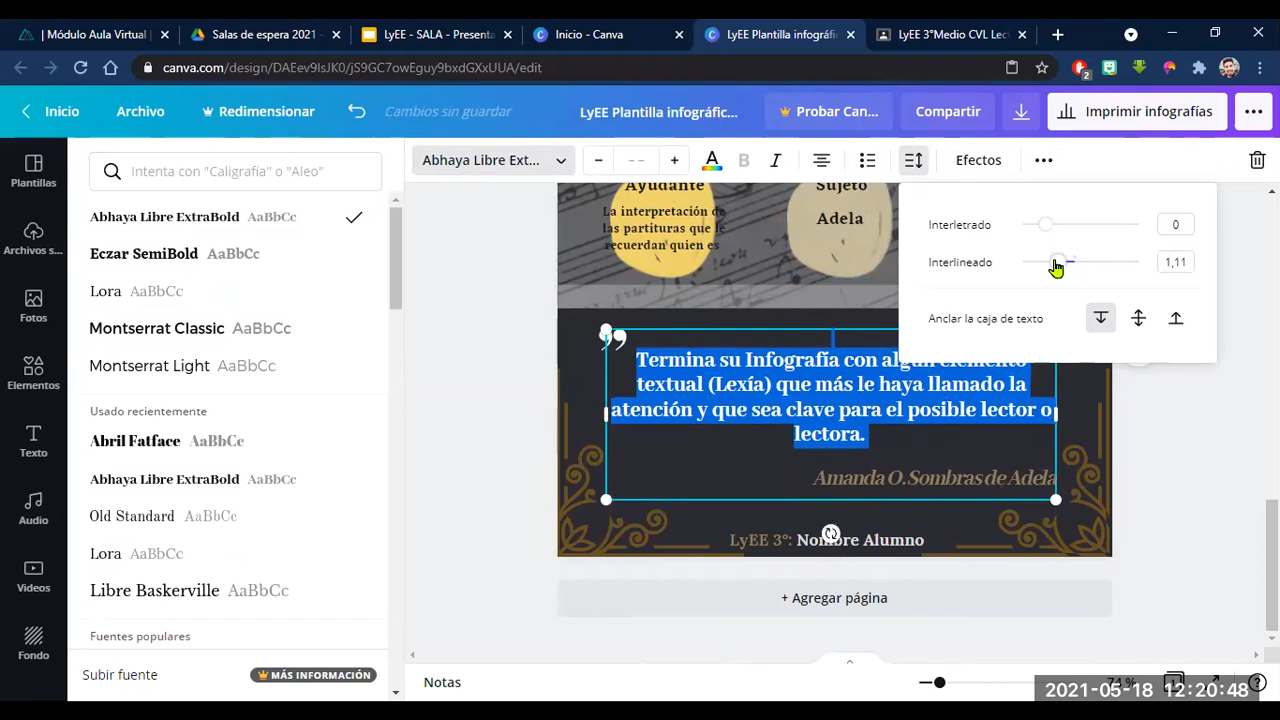 | Módulo Aula Virtual
Salas de espera 2021 -
LyEE - SALA - Presenta
Inicio - Canva
LyEE Plantilla infográfi
LyEE 3°Medio CVL Lect
canva.com/design/DAEev9lsJK0/jS9GC7owEguy9bxdGXxUUA/edit
2
Inicio
Archivo
Redimensionar
Cambios sin guardar
LyEE Plantilla infográfic...
Probar Can...
Compartir
Imprimir infografías
Plantillas
Archivos s...
Fotos
Elementos
Texto
Audio
Videos
Fondo
Intenta con "Caligrafía" o "Aleo"
Abhaya Libre ExtraBold AaBbCc
Eczar SemiBold AaBbCc
Lora AaBbCc
Montserrat Classic AaBbCc
Montserrat Light AaBbCc
Usado recientemente
Abril Fatface AaBbCc
Abhaya Libre ExtraBold AaBbCc
Old Standard AaBbCc
Lora AaBbCc
Libre Baskerville AaBbCc
Fuentes populares
Subir fuente
MÁS INFORMACIÓN
Abhaya Libre Ext...
− -- +
A B I
Efectos
Interletrado 0
Interlineado 1,11
Anclar la caja de texto
Ayudante
La interpretación de
las partituras que le
recuerdan quien es
Sujeto
Adela
Termina su Infografía con algún elemento
textual (Lexía) que más le haya llamado la
atención y que sea clave para el posible lector o
lectora.
Amanda O. Sombras de Adela
LyEE 3°: Nombre Alumno
+ Agregar página
Notas
2021-05-18 12:20:48